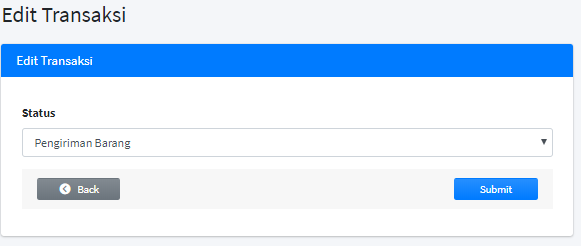 Edit Transaksi
Edit Transaksi
Status
Pengiriman Barang
Back
Submit